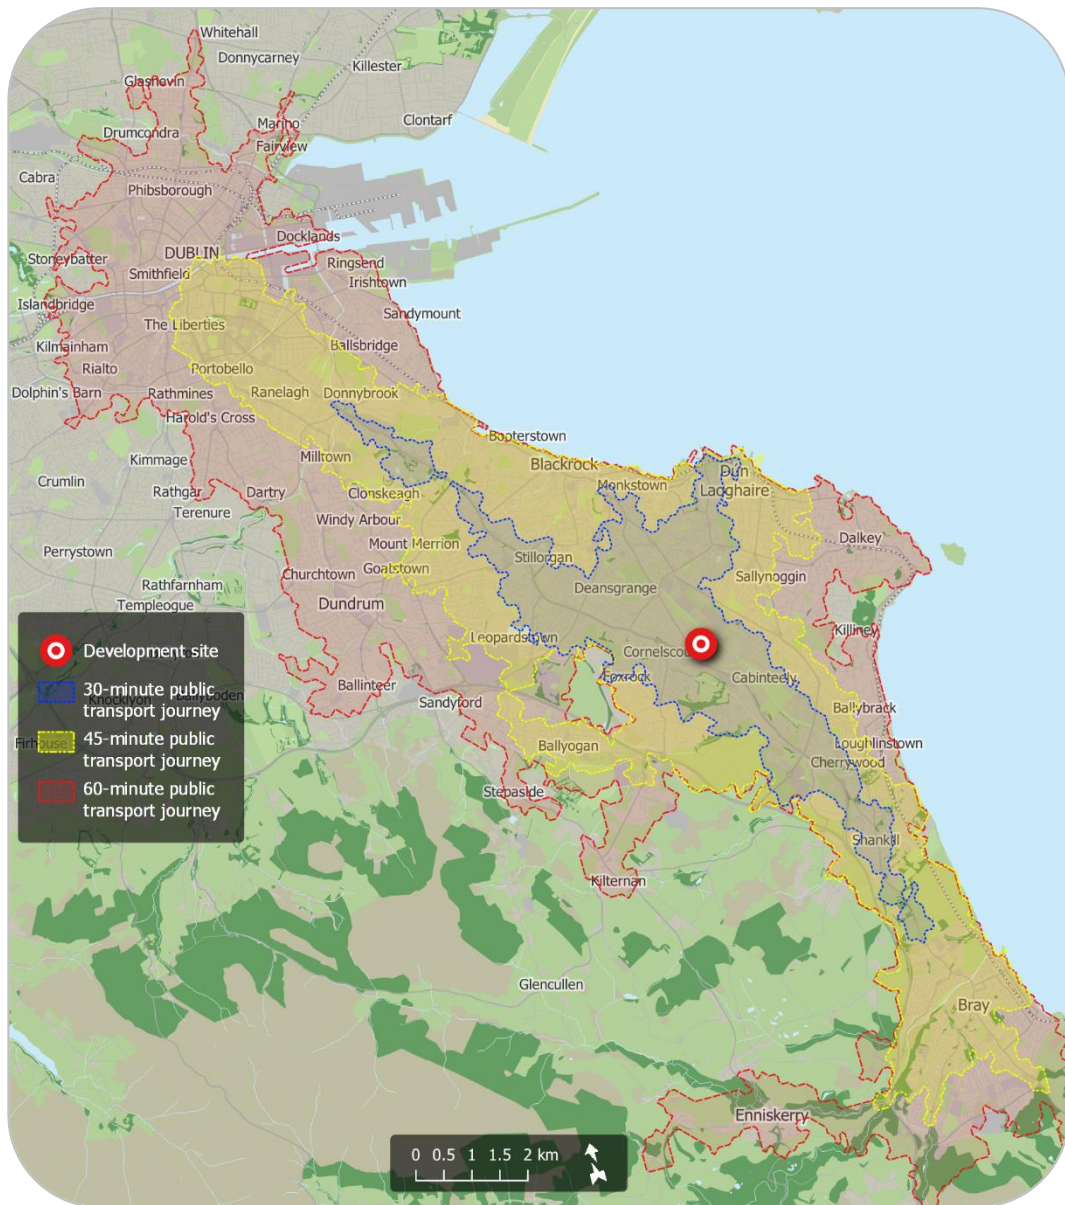 Whitehall
Donnycarney
Killester
Glasnevin
Marino
Clontarf
Drumcondra
Fairview
Cabra
Phibsborough
Docklands
DUBLIN
Stoneybatter
Ringsend
Smithfield
Irishtown
Islandbridge
Sandymount
The Liberties
Kilmainham
Ballsbridge
Rialto
Portobello
Dolphin's Barn
Rathmines
Ranelagh
Donnybrook
Harold's Cross
Booterstown
Kimmage
Milltown
Blackrock
Crumlin
Rathgar
Dartry
Clonskeagh
Monkstown
Dun
Laoghaire
Terenure
Windy Arbour
Dalkey
Perrystown
Mount Merrion
Stillorgan
Goatstown
Churchtown
Sallynoggin
Rathfarnham
Deansgrange
Templeogue
Dundrum
Killiney
Leopardstown
Development site
Foxrock
Cabinteely
30-minute public
transport journey
Ballinteer
Knocklyon
Sandyford
Ballybrack
45-minute public
transport journey
Ballyogan
Loughlinstown
Cherrywood
60-minute public
transport journey
Stepaside
Shankill
Kilternan
Glencullen
Bray
Enniskerry
0 0.5 1 1.5 2 km